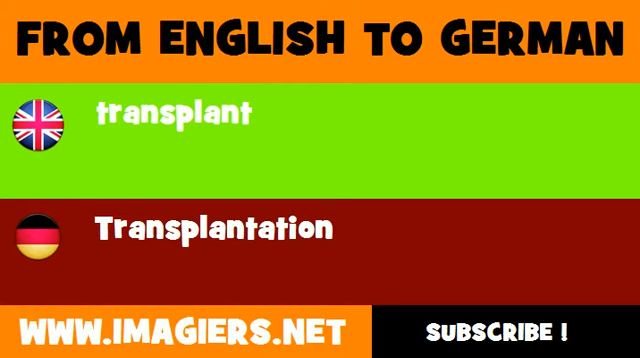 FROM ENGLISH TO GERMAN
transplant
Transplantation
WWW.IMAGIERS.NET
SUBSCRIBE !